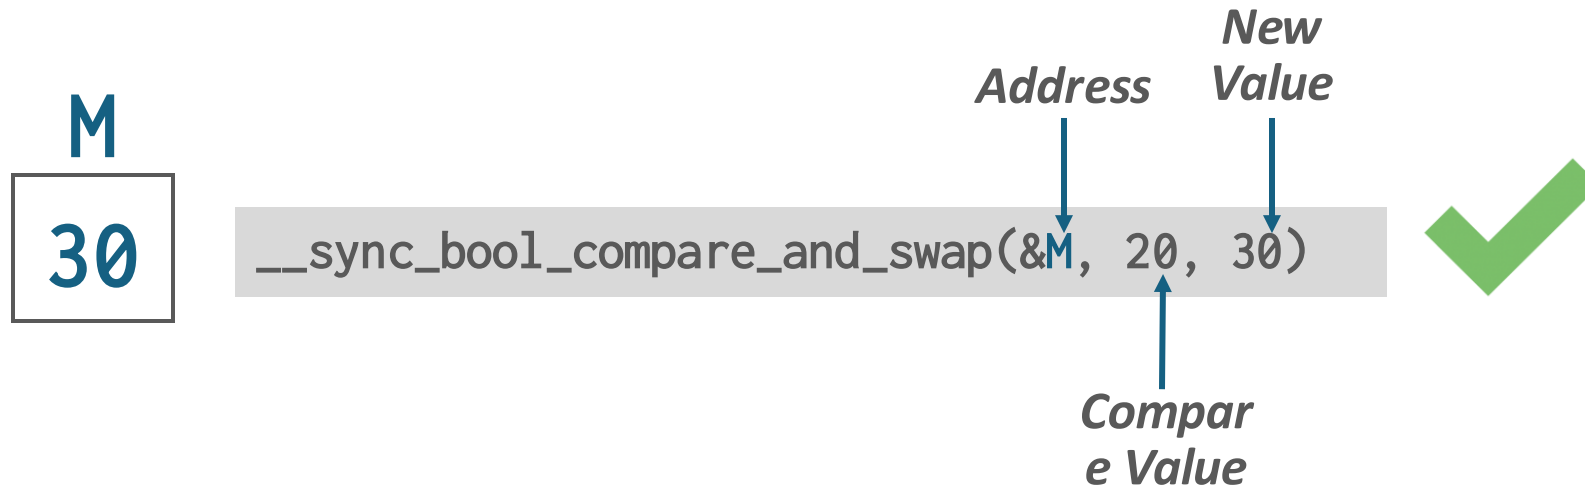 New
Value
Address
M
30
__sync_bool_compare_and_swap(&M, 20, 30)
Compar
e Value